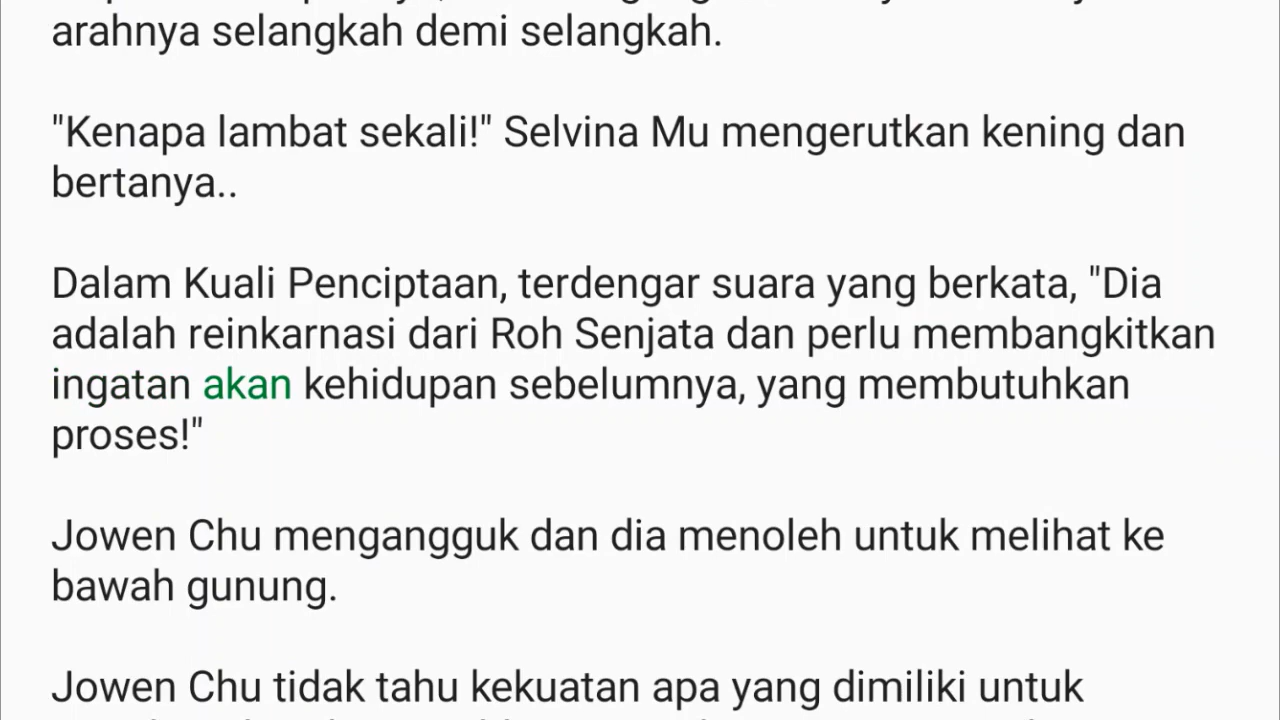 arahnya selangkah demi selangkah.
"Kenapa lambat sekali!" Selvina Mu mengerutkan kening dan
bertanya..
Dalam Kuali Penciptaan, terdengar suara yang berkata, "Dia
adalah reinkarnasi dari Roh Senjata dan perlu membangkitkan
ingatan akan kehidupan sebelumnya, yang membutuhkan
proses!"
Jowen Chu mengangguk dan dia menoleh untuk melihat ke
bawah gunung.
Jowen Chu tidak tahu kekuatan apa yang dimiliki untuk